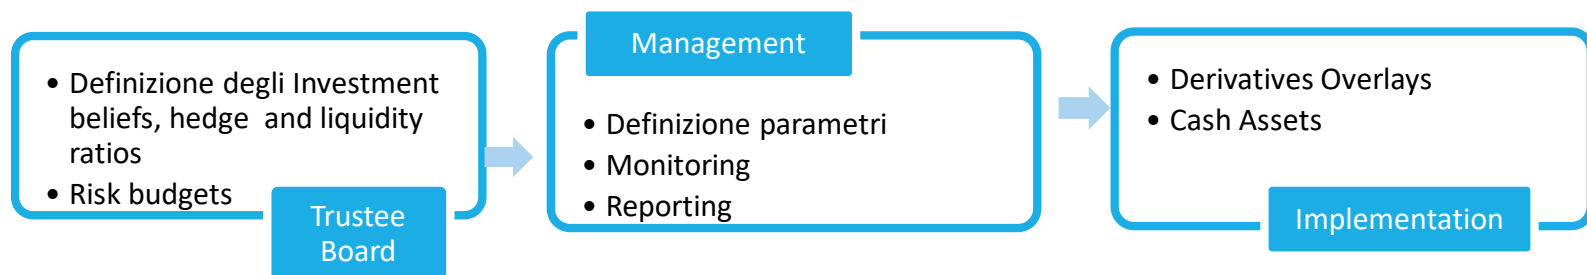 • Definizione degli Investment
beliefs, hedge and liquidity
ratios
• Risk budgets
Trustee
Board
Management
• Definizione parametri
• Monitoring
• Reporting
• Derivatives Overlays
• Cash Assets
Implementation